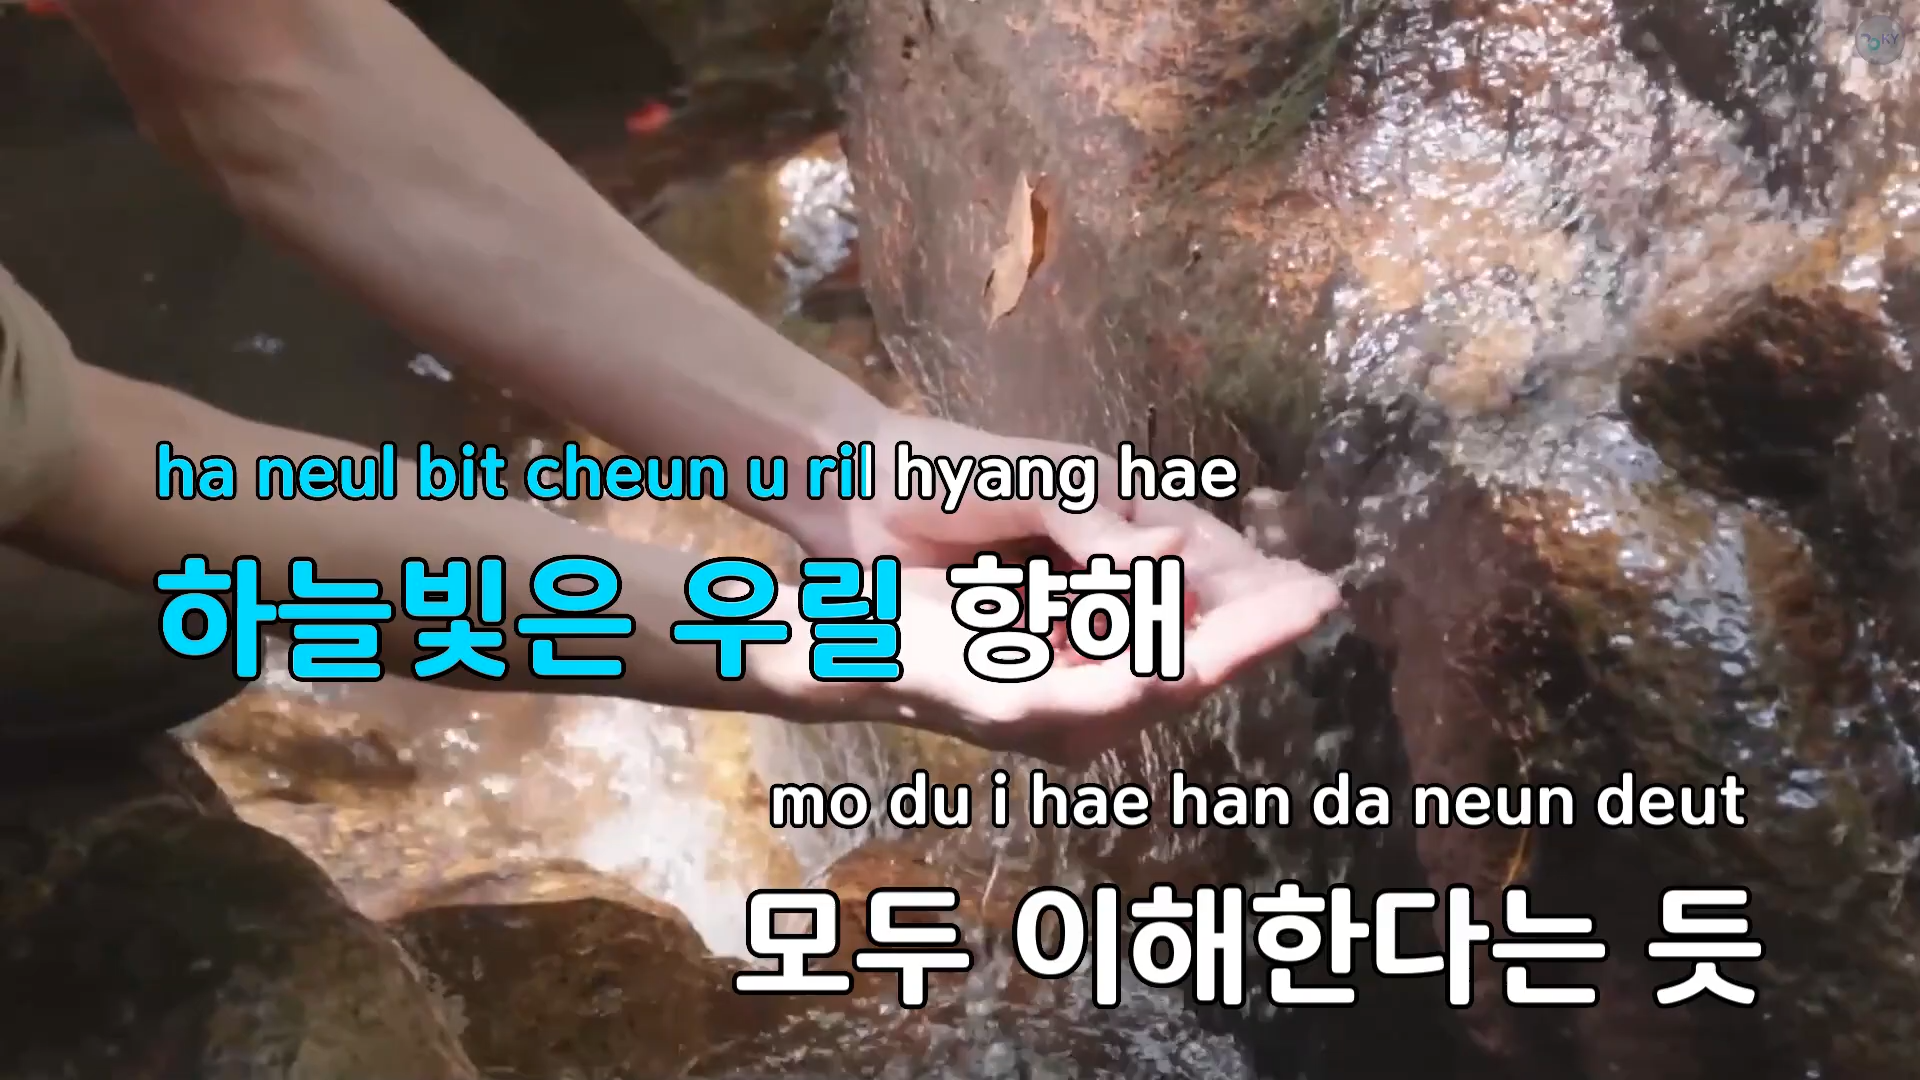 ha neul bit cheun u ril hyang hae
하늘빛은 우릴 향해
mo du i hae han da neun deut
모두 이해한다는 듯
KY